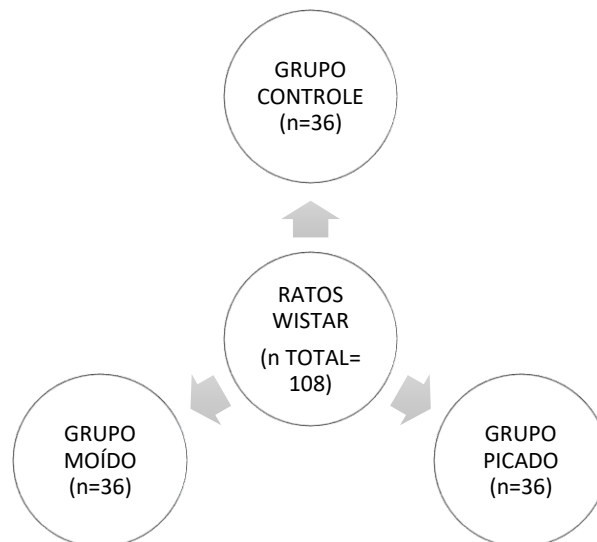 GRUPO
CONTROLE
(n=36)
RATOS
WISTAR
(n TOTAL=
108)
GRUPO
MOÍDO
(n=36)
GRUPO
PICADO
(n=36)